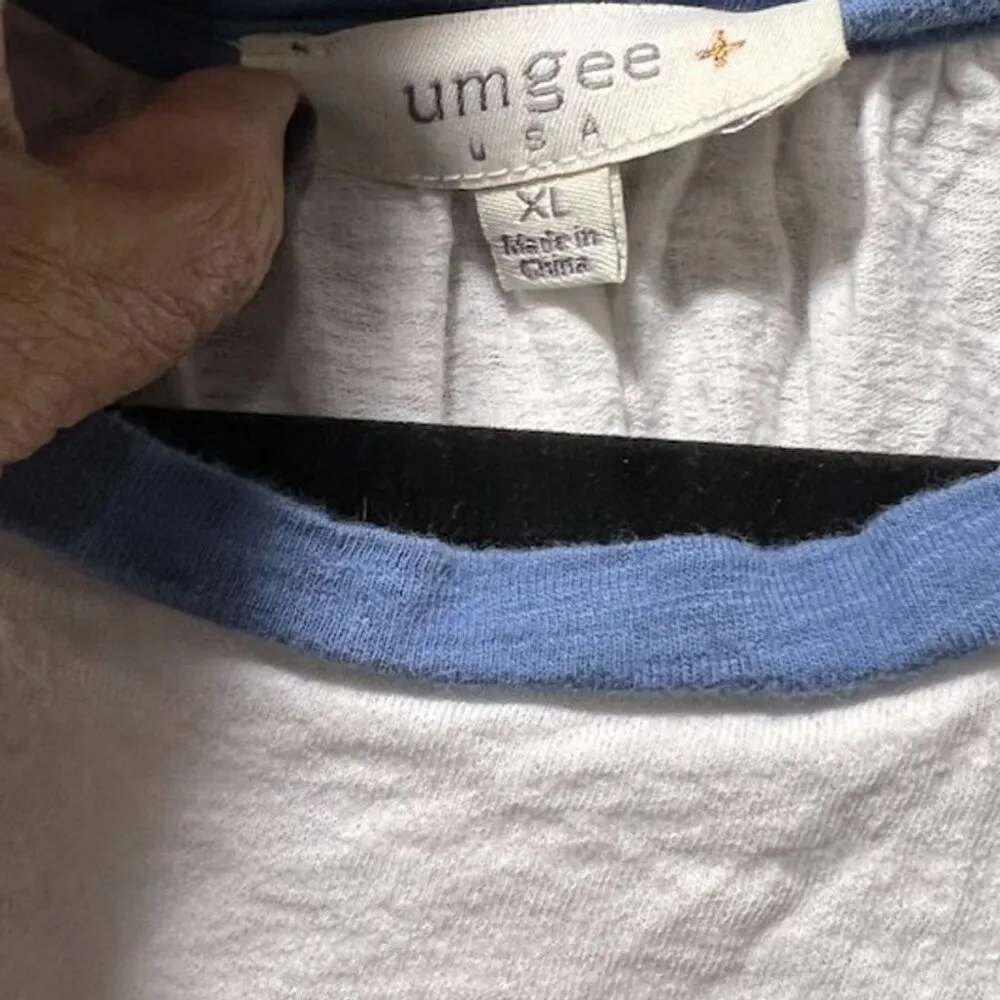 umgee +
USA
XL
Made in
China